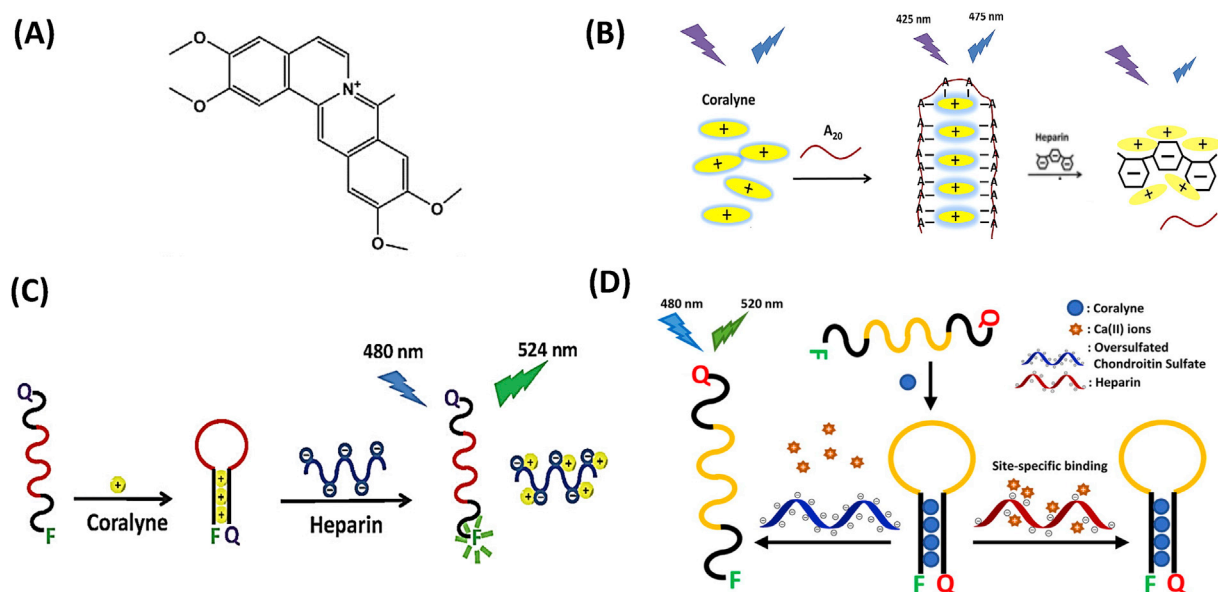 (A)
O
O
N+
O
O
(B)
425 nm
475 nm
Coralyne
A20
Heparin
A A
A + A
A A
A + A
A A
A + A
A A
A + A
A A
A + A
A A
(C)
Q
F
+
Coralyne
+
+
+
F Q
Heparin
480 nm
524 nm
Q
F
(D)
480 nm
520 nm
Q
F
F
Q
: Coralyne
: Ca(II) ions
: Oversulfated
Chondroitin Sulfate
: Heparin
Site-specific binding
F Q
F Q